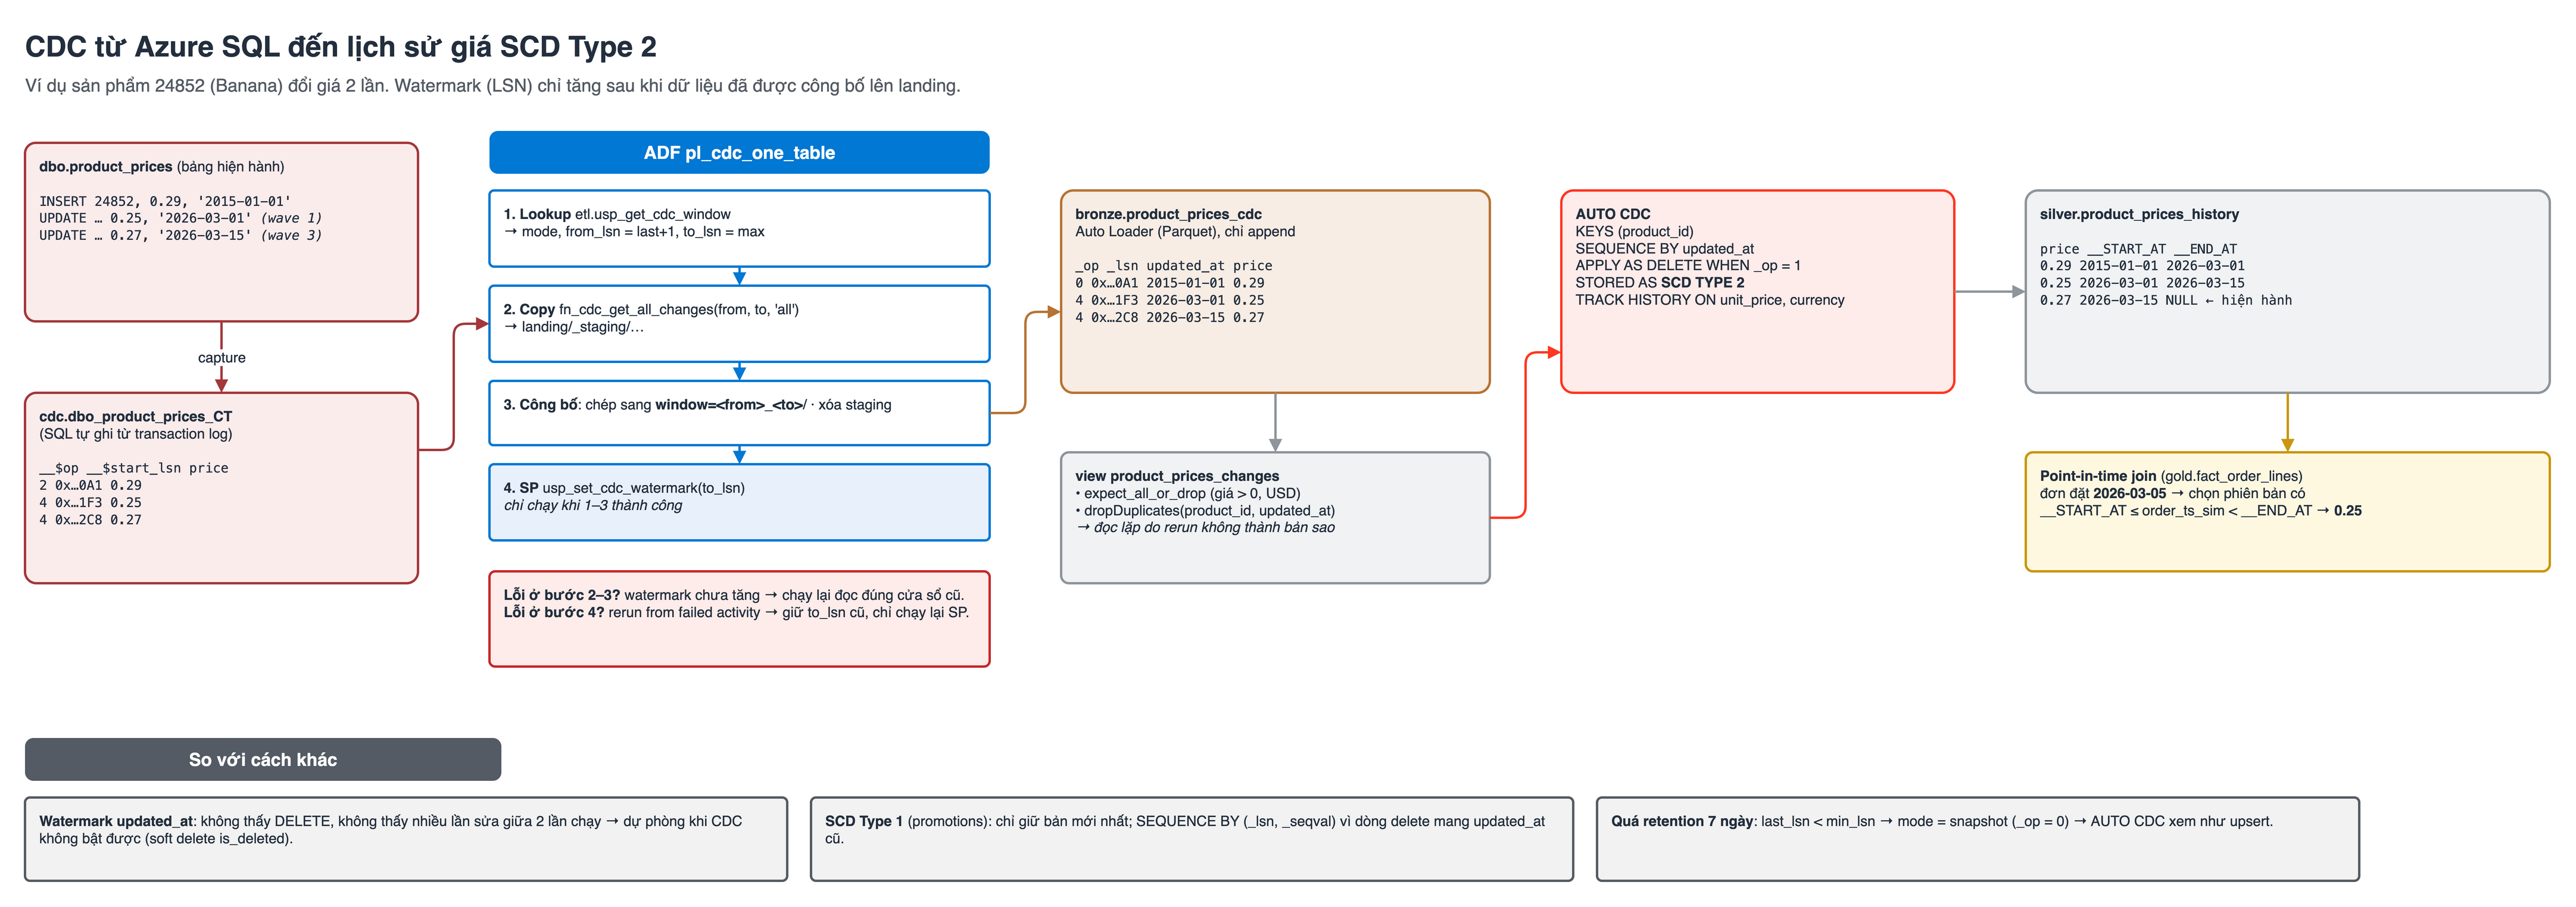 CDC từ Azure SQL đến lịch sử giá SCD Type 2
Ví dụ sản phẩm 24852 (Banana) đổi giá 2 lần. Watermark (LSN) chỉ tăng sau khi dữ liệu đã được công bố lên landing.
dbo.product_prices (bảng hiện hành)
INSERT 24852, 0.29, '2015-01-01'
UPDATE … 0.25, '2026-03-01' (wave 1)
UPDATE … 0.27, '2026-03-15' (wave 3)
capture
cdc.dbo_product_prices_CT
(SQL tự ghi từ transaction log)
__$op __$start_lsn price
2 0x…0A1 0.29
4 0x…1F3 0.25
4 0x…2C8 0.27
ADF pl_cdc_one_table
1. Lookup etl.usp_get_cdc_window
→ mode, from_lsn = last+1, to_lsn = max
2. Copy fn_cdc_get_all_changes(from, to, 'all')
→ landing/_staging/…
3. Công bố: chép sang window=<from>_<to>/ · xóa staging
4. SP usp_set_cdc_watermark(to_lsn)
chỉ chạy khi 1–3 thành công
Lỗi ở bước 2–3? watermark chưa tăng → chạy lại đọc đúng cửa sổ cũ.
Lỗi ở bước 4? rerun from failed activity → giữ to_lsn cũ, chỉ chạy lại SP.
bronze.product_prices_cdc
Auto Loader (Parquet), chỉ append
_op _lsn updated_at price
0 0x…0A1 2015-01-01 0.29
4 0x…1F3 2026-03-01 0.25
4 0x…2C8 2026-03-15 0.27
view product_prices_changes
• expect_all_or_drop (giá > 0, USD)
• dropDuplicates(product_id, updated_at)
→ đọc lặp do rerun không thành bản sao
AUTO CDC
KEYS (product_id)
SEQUENCE BY updated_at
APPLY AS DELETE WHEN _op = 1
STORED AS SCD TYPE 2
TRACK HISTORY ON unit_price, currency
silver.product_prices_history
price __START_AT __END_AT
0.29 2015-01-01 2026-03-01
0.25 2026-03-01 2026-03-15
0.27 2026-03-15 NULL ← hiện hành
Point-in-time join (gold.fact_order_lines)
đơn đặt 2026-03-05 → chọn phiên bản có
__START_AT ≤ order_ts_sim < __END_AT → 0.25
So với cách khác
Watermark updated_at: không thấy DELETE, không thấy nhiều lần sửa giữa 2 lần chạy → dự phòng khi CDC
không bật được (soft delete is_deleted).
SCD Type 1 (promotions): chỉ giữ bản mới nhất; SEQUENCE BY (_lsn, _seqval) vì dòng delete mang updated_at
cũ.
Quá retention 7 ngày: last_lsn < min_lsn → mode = snapshot (_op = 0) → AUTO CDC xem như upsert.